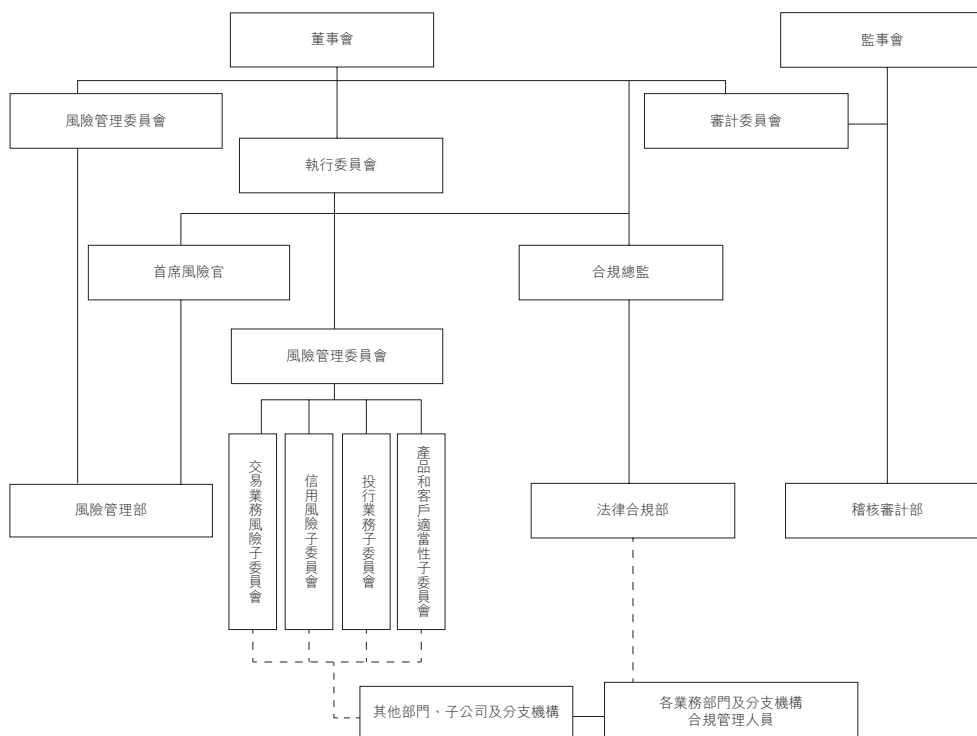 董事會
監事會
風險管理委員會
審計委員會
執行委員會
首席風險官
合規總監
風險管理委員會
交易業務風險子委員會
信用風險子委員會
投行業務子委員會
產品和客戶適當性子委員會
風險管理部
法律合規部
稽核審計部
其他部門、子公司及分支機構
各業務部門及分支機構
合規管理人員